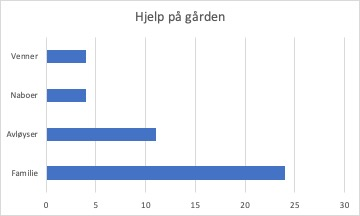 Hjelp på gården
Venner
Naboer
Avløyser
Familie
0 5 10 15 20 25 30